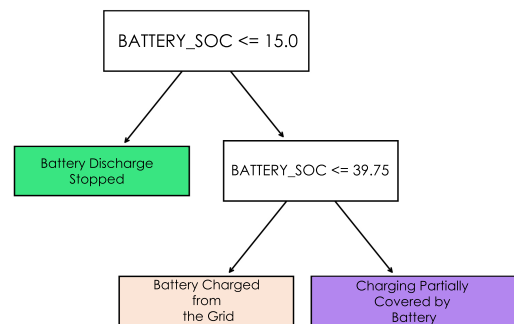 BATTERY_SOC <= 15.0
Battery Discharge
Stopped
BATTERY_SOC <= 39.75
Battery Charged
from
the Grid
Charging Partially
Covered by
Battery